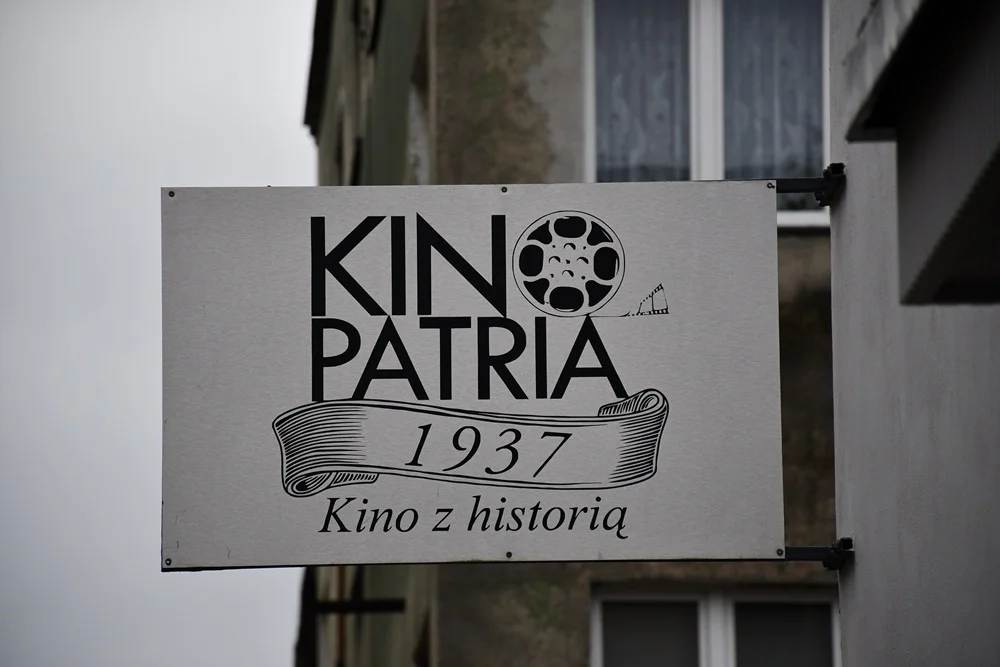 KINO
PATRIA
1937
Kino z historią